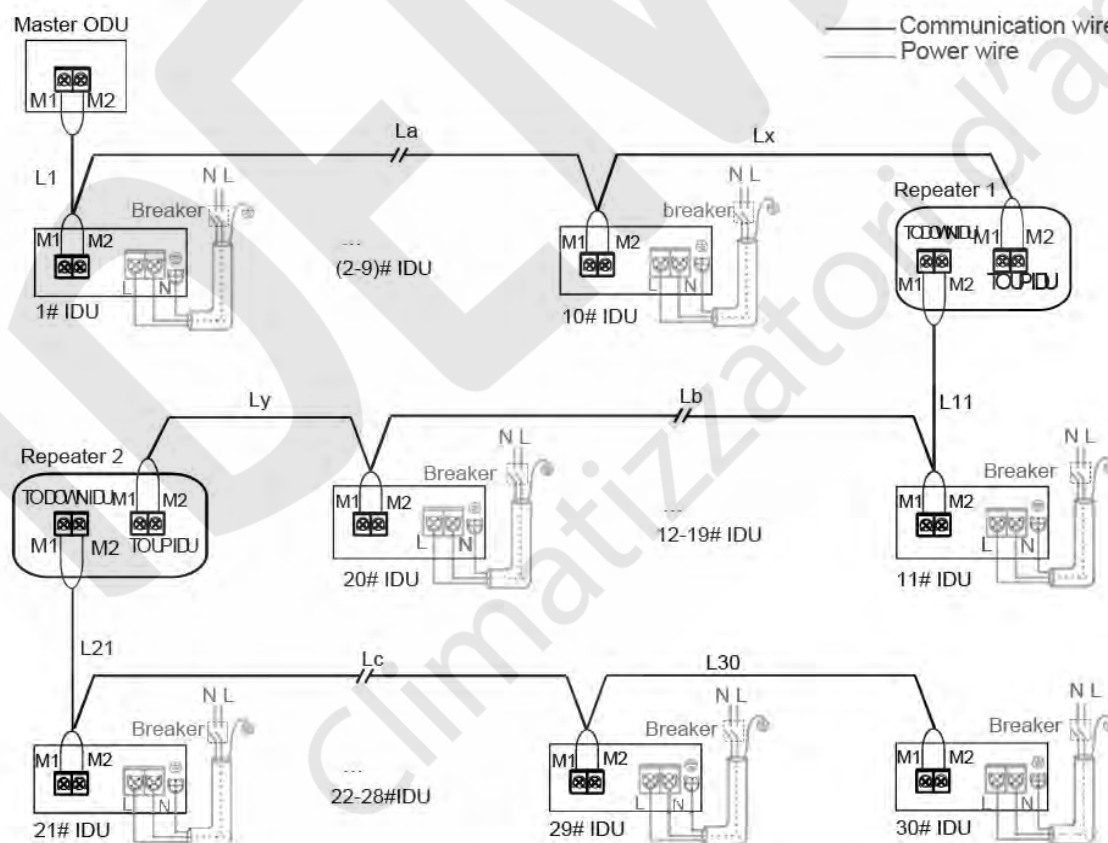 Master ODU
Communication wire
Power wire
M1 M2
La
Lx
L1
N L
N L
Repeater 1
Breaker
breaker
TODOWNIDU M1 M2
M1 M2
M1 M2
...
(2-9)# IDU
M1 M2
TOUPIDU
L N
L N
1# IDU
10# IDU
Ly
Lb
L11
N L
N L
Repeater 2
Breaker
Breaker
TODOWNIDU M1 M2
M1 M2
M1 M2
M1 M2
TOUPIDU
...
12-19# IDU
L N
L N
20# IDU
11# IDU
L21
Lc
L30
N L
N L
N L
Breaker
Breaker
Breaker
M1 M2
M1 M2
M1 M2
...
22-28#IDU
L N
L N
L N
21# IDU
29# IDU
30# IDU
Climatizzatori d'a